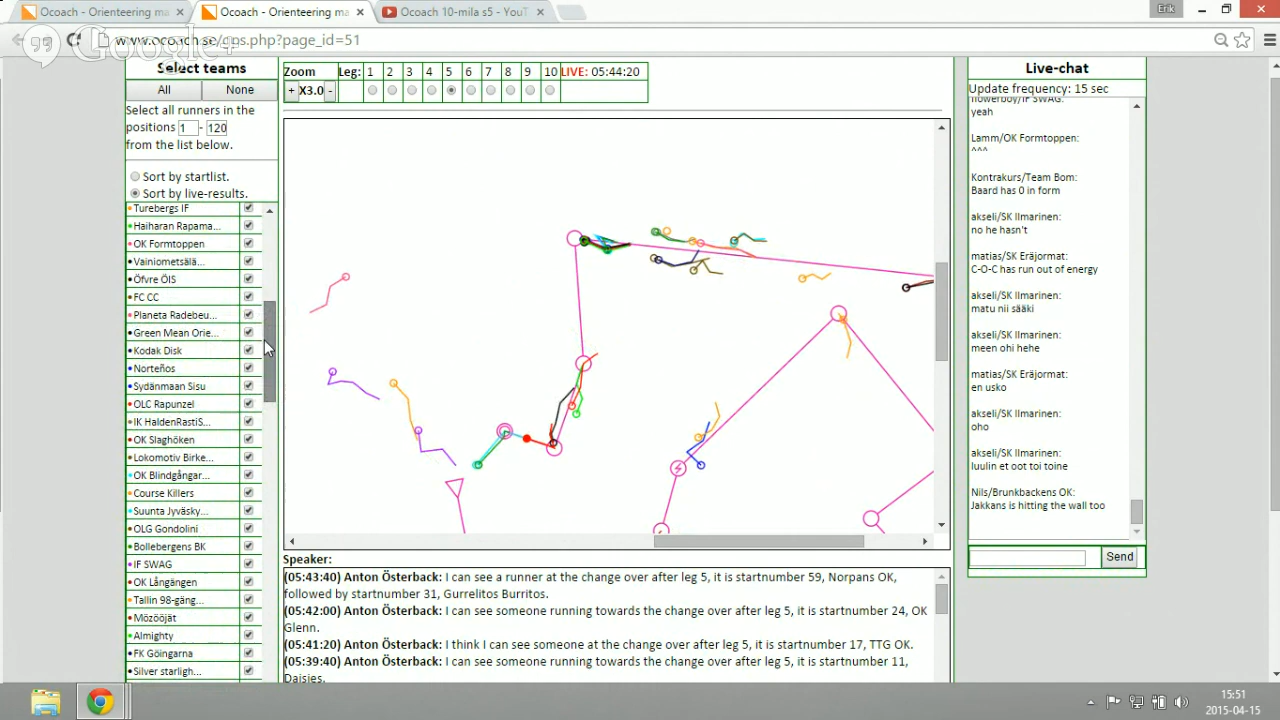 Ocoach - Orienteering ma
Ocoach - Orienteering ma
Ocoach 10-mila s5 - YouT
Erik
www.ocoach.se/ops.php?page_id=51
Google+
Select teams
All
None
Select all runners in the
positions 1 - 120
from the list below.
Sort by startlist.
Sort by live-results.
Turebergs IF
Haiharan Rapama...
OK Formtoppen
Vainiometsälä...
Öfvre ÖIS
FC CC
Planeta Radebeu...
Green Mean Orie...
Kodak Disk
Norteños
Sydänmaan Sisu
OLC Rapunzel
IK HaldenRastiS...
OK Slaghöken
Lokomotiv Birke...
OK Blindgångar...
Course Killers
Suunta Jyväsky...
OLG Gondolini
Bollebergens BK
IF SWAG
OK Långängen
Tallin 98-gäng...
Mözööjät
Almighty
FK Göingarna
Silver starligh...
Zoom
Leg: 1 2 3 4 5 6 7 8 9 10 LIVE: 05:44:20
+ X3.0 -
Speaker:
(05:43:40) Anton Österback: I can see a runner at the change over after leg 5, it is startnumber 59, Norpans OK,
followed by startnumber 31, Gurrelitos Burritos.
(05:42:00) Anton Österback: I can see someone running towards the change over after leg 5, it is startnumber 24, OK
Glenn.
(05:41:20) Anton Österback: I think I can see someone at the change over after leg 5, it is startnumber 17, TTG OK.
(05:39:40) Anton Österback: I can see someone running towards the change over after leg 5, it is startnumber 11,
Daisies.
Live-chat
Update frequency: 15 sec
flowerboy/IF SWAG:
yeah
Lamm/OK Formtoppen:
^^^
Kontrakurs/Team Bom:
Baard has 0 in form
akseli/SK Ilmarinen:
no he hasn't
matias/SK Eräjormat:
C-O-C has run out of energy
akseli/SK Ilmarinen:
matu nii sääki
akseli/SK Ilmarinen:
meen ohi hehe
matias/SK Eräjormat:
en usko
akseli/SK Ilmarinen:
oho
akseli/SK Ilmarinen:
luulin et oot toi toine
Nils/Brunkbackens OK:
Jakkans is hitting the wall too
Send
15:51
2015-04-15